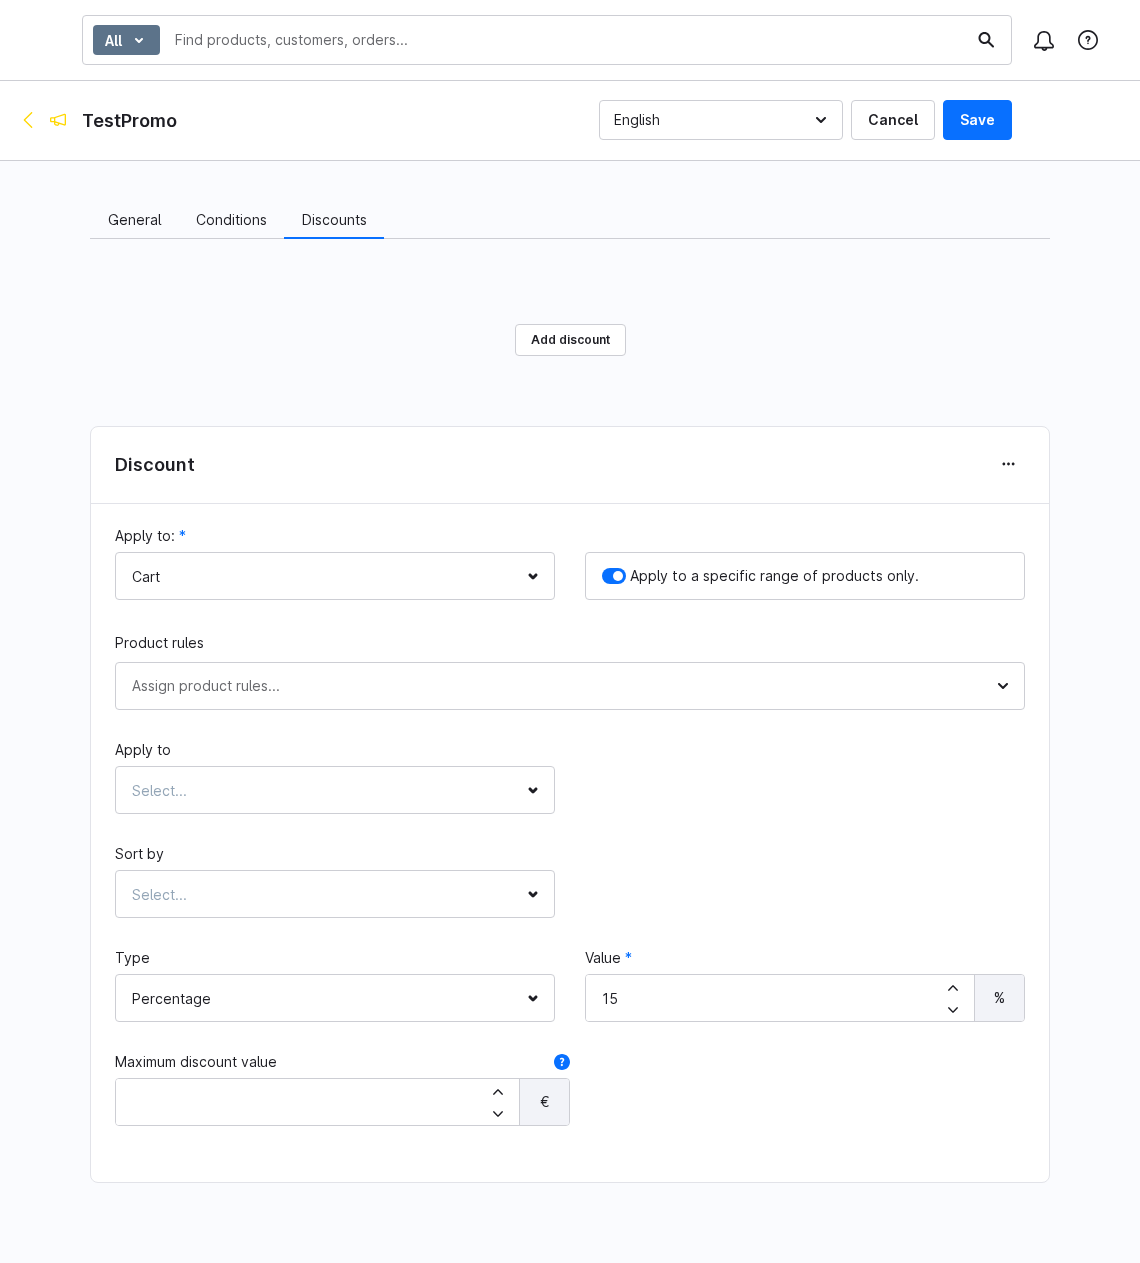 All
Find products, customers, orders...
TestPromo
English
Cancel
Save
General
Conditions
Discounts
Add discount
Discount
Apply to: *
Cart
Apply to a specific range of products only.
Product rules
Assign product rules...
Apply to
Select...
Sort by
Select...
Type
Value *
Percentage
15
%
Maximum discount value
?
€